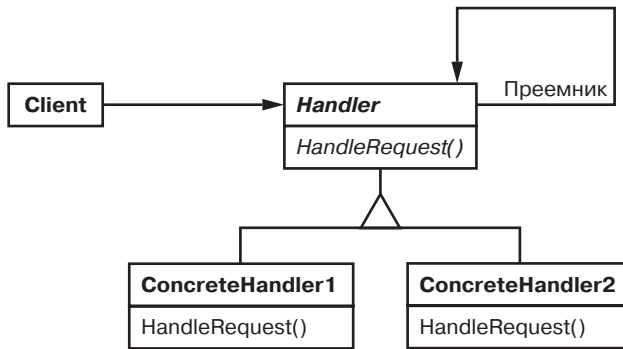 Client
Handler
Преемник
HandleRequest()
ConcreteHandler1
ConcreteHandler2
HandleRequest()
HandleRequest()